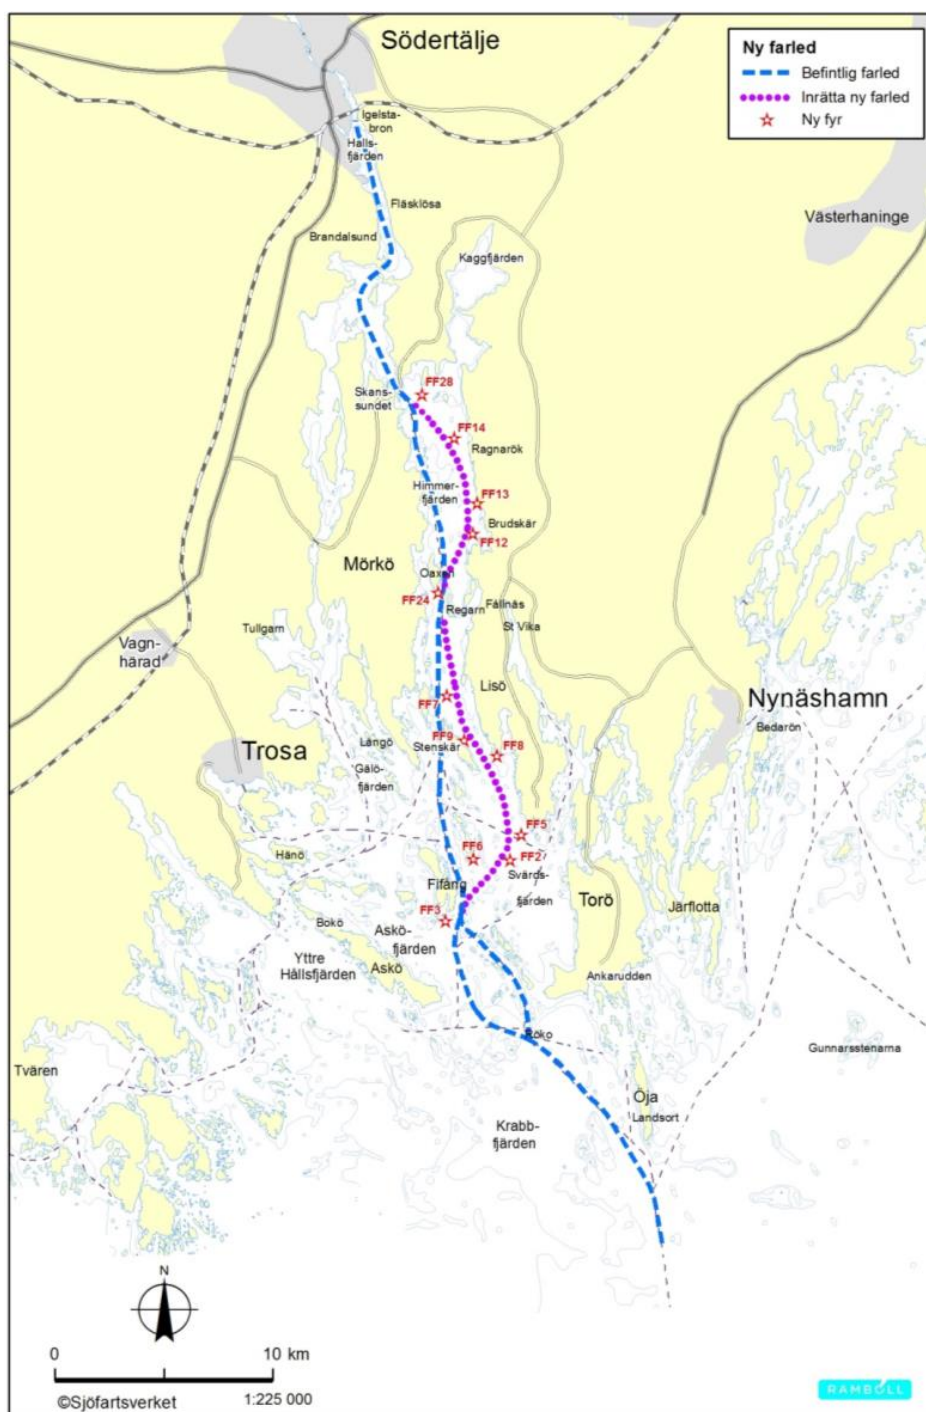 Södertälje
Ny farled
Befintlig farled
Inrätta ny farled
Ny fyr
Igelsta-
bron
Halls-
fjärden
Fläsklösa
Västerhaninge
Brandalsund
Kaggfjärden
FF28
Skans-
sundet
FF14
Ragnarök
Himmer-
fjärden
FF13
Brudskär
FF12
Mörkö
Oaxen
FF24
Regarn
Fållnäs
St Vika
Tullgarn
Vagn-
härad
Lisö
FF7
Nynäshamn
Bedarön
Trosa
Långö
FF9
Stenskär
FF8
Gälö-
fjärden
FF5
FF6
FF2
Hänö
Svärds-
fjärden
Fifång
Torö
Järflotta
FF3
Bokö
Askö-
fjärden
Yttre
Hållsfjärden
Askö
Ankarudden
Röko
Gunnarsstenarna
Tvären
Öja
Landsort
Krabb-
fjärden
N
0 10 km
©Sjöfartsverket 1:225 000
RAMBOLL